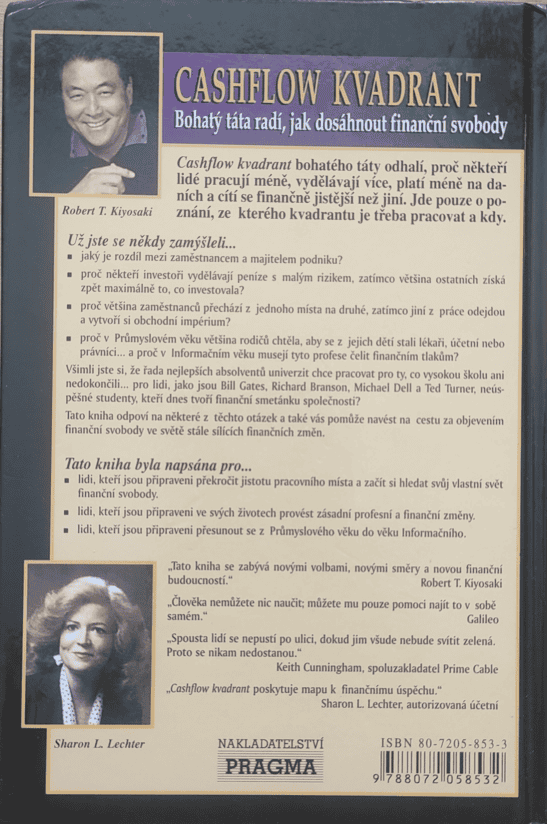 CASHFLOW KVADRANT
Bohatý táta radí, jak dosáhnout finanční svobody
Robert T. Kiyosaki
Cashflow kvadrant bohatého táty odhalí, proč někteří
lidé pracují méně, vydělávají více, platí méně na da-
ních a cítí se finančně jistější než jiní. Jde pouze o po-
znání, ze kterého kvadrantu je třeba pracovat a kdy.
Už jste se někdy zamýšleli...
▪ jaký je rozdíl mezi zaměstnancem a majitelem podniku?
▪ proč někteří investoři vydělávají peníze s malým rizikem, zatímco většina ostatních získá
zpět maximálně to, co investovala?
▪ proč většina zaměstnanců přechází z jednoho místa na druhé, zatímco jiní z práce odejdou
a vytvoří si obchodní impérium?
▪ proč v Průmyslovém věku většina rodičů chtěla, aby se z jejich dětí stali lékaři, účetní nebo
právníci... a proč v Informačním věku musejí tyto profese čelit finančním tlakům?
Všimli jste si, že řada nejlepších absolventů univerzit chce pracovat pro ty, co vysokou školu ani
nedokončili... pro lidi, jako jsou Bill Gates, Richard Branson, Michael Dell a Ted Turner, neús-
pěšné studenty, kteří dnes tvoří finanční smetánku společnosti?
Tato kniha odpoví na některé z těchto otázek a také vás pomůže navést na cestu za objevením
finanční svobody ve světě stále sílících finančních změn.
Tato kniha byla napsána pro...
▪ lidi, kteří jsou připraveni překročit jistotu pracovního místa a začít si hledat svůj vlastní svět
finanční svobody.
▪ lidi, kteří jsou připraveni ve svých životech provést zásadní profesní a finanční změny.
▪ lidi, kteří jsou připraveni přesunout se z Průmyslového věku do věku Informačního.
„Tato kniha se zabývá novými volbami, novými směry a novou finanční
budoucností.“ Robert T. Kiyosaki
„Člověka nemůžete nic naučit; můžete mu pouze pomoci najít to v sobě
samém.“ Galileo
„Spousta lidí se nepustí po ulici, dokud jim všude nebude svítit zelená.
Proto se nikam nedostanou.“
Keith Cunningham, spoluzakladatel Prime Cable
„Cashflow kvadrant poskytuje mapu k finančnímu úspěchu.“
Sharon L. Lechter, autorizovaná účetní
Sharon L. Lechter
NAKLADATELSTVÍ
PRAGMA
ISBN 80-7205-853-3
9 788072 058532